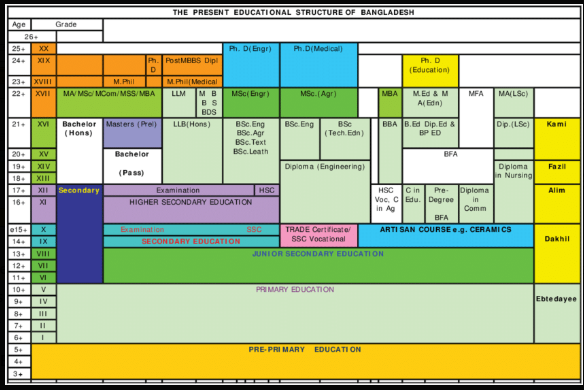 THE PRESENT EDUCATIONAL STRUCTURE OF BANGLADESH
Age Grade
26+
25+ XX Ph. D(Engr) Ph.D(Medical)
24+ XIX Ph. D PostMBBS Dipl Ph. D (Education)
23+ XVIII M.Phil M.Phil(Medical
22+ XVII MA/MSc/MCom/MSS/MBA LLM M B B S BDS MSc(Engr) MSc.(Agr) MBA M.Ed & M A(Edn) MFA MA(LSc)
21+ XVI Bachelor (Hons) Masters (Prel) LLB(Hons) BSc.Eng BSc.Agr BSc.Text BSc.Leath BSc.Eng BSc (Tech.Edn) BBA B.Ed Dip.Ed & BP ED Dip.(LSc) Kami
20+ XV Bachelor (Pass) BFA
19+ XIV Diploma (Engineering) Diploma in Nursing Fazil
18+ XIII
17+ XII Secondary Examination HSC HSC Voc, C in Ag C in Edu. Pre-Degree BFA Diploma in Comm Alim
16+ XI HIGHER SECONDARY EDUCATION
ø15+ X Examination SSC TRADE Certificate/ SSC Vocational ARTISAN COURSE e.g. CERAMICS Dakhil
14+ IX SECONDARY EDUCATION
13+ VIII JUNIOR SECONDARY EDUCATION
12+ VII
11+ VI
10+ V PRIMARY EDUCATION Ebtedayee
9+ IV
8+ III
7+ II
6+ I
5+ PRE-PRIMARY EDUCATION
4+
3+